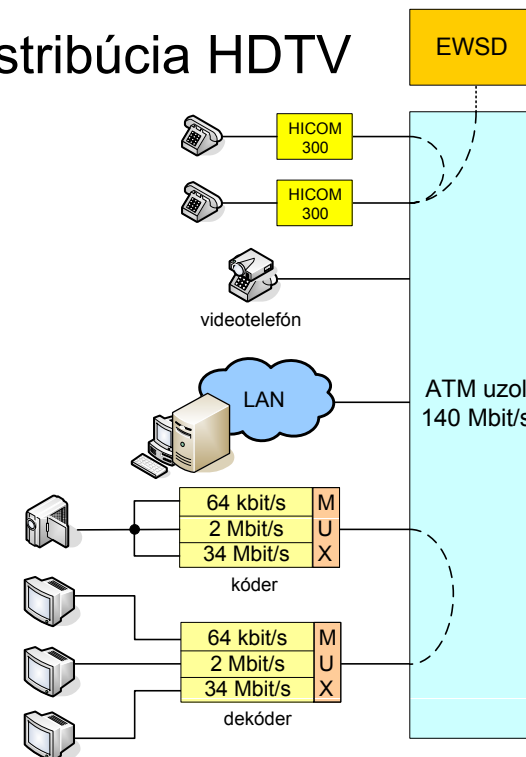 stribúcia HDTV
EWSD
HICOM
300
HICOM
300
videotelefón
LAN
ATM uzol
140 Mbit/s
64 kbit/s
2 Mbit/s
34 Mbit/s
M
U
X
kóder
64 kbit/s
2 Mbit/s
34 Mbit/s
M
U
X
dekóder